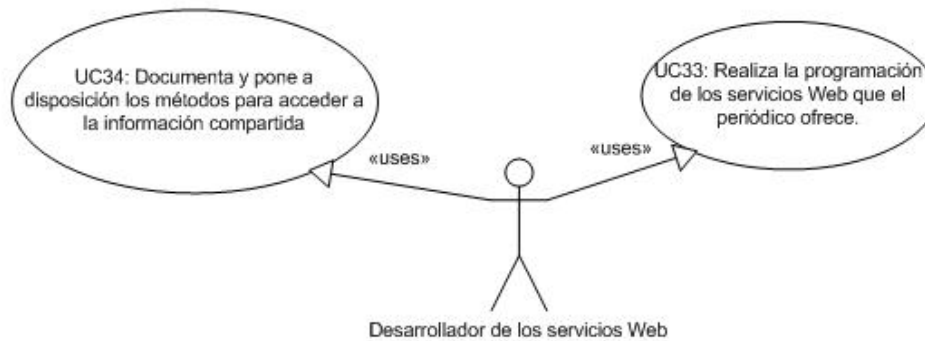 UC34: Documenta y pone a
disposición los métodos para acceder a
la información compartida
UC33: Realiza la programación
de los servicios Web que el
periódico ofrece.
«uses»
«uses»
Desarrollador de los servicios Web